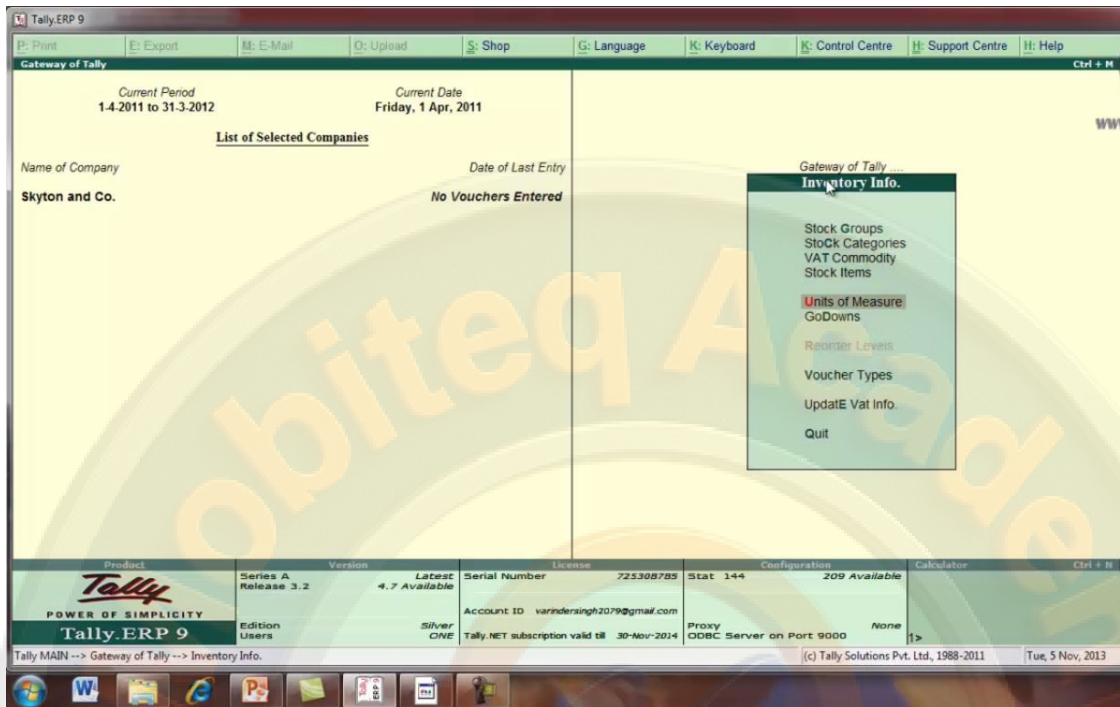 Tally.ERP 9
P: Print E: Export M: E-Mail O: Upload S: Shop G: Language K: Keyboard K: Control Centre H: Support Centre H: Help
Gateway of Tally Ctrl + M
Current Period Current Date
1-4-2011 to 31-3-2012 Friday, 1 Apr, 2011
List of Selected Companies
Name of Company Date of Last Entry
Skyton and Co. No Vouchers Entered
Gateway of Tally ....
Inventory Info.
Stock Groups
StoCk Categories
VAT Commodity
Stock Items
Units of Measure
GoDowns
Reorder Levels
Voucher Types
UpdatE Vat Info.
Quit
Product Version License Configuration Calculator Ctrl + N
Tally
POWER OF SIMPLICITY
Tally.ERP 9
Series A Latest
Release 3.2 4.7 Available
Edition Silver
Users ONE
Serial Number 725308785
Account ID varindersingh2079@gmail.com
Tally.NET subscription valid till 30-Nov-2014
Stat 144 209 Available
Proxy None
ODBC Server on Port 9000
1>
Tally MAIN --> Gateway of Tally --> Inventory Info. (c) Tally Solutions Pvt. Ltd., 1988-2011 Tue, 5 Nov, 2013